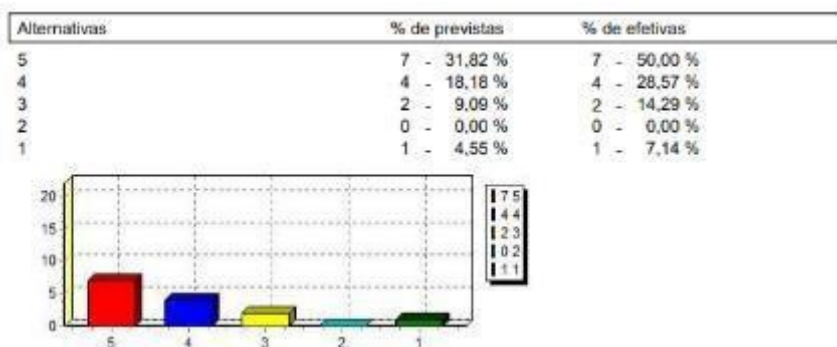 Alternativas % de previstas % de efetivas
5 7 - 31,82 % 7 - 50,00 %
4 4 - 18,18 % 4 - 28,57 %
3 2 - 9,09 % 2 - 14,29 %
2 0 - 0,00 % 0 - 0,00 %
1 1 - 4,55 % 1 - 7,14 %
20
15
10
5
0
5 4 3 2 1
7 5
4 4
2 3
0 2
1 1